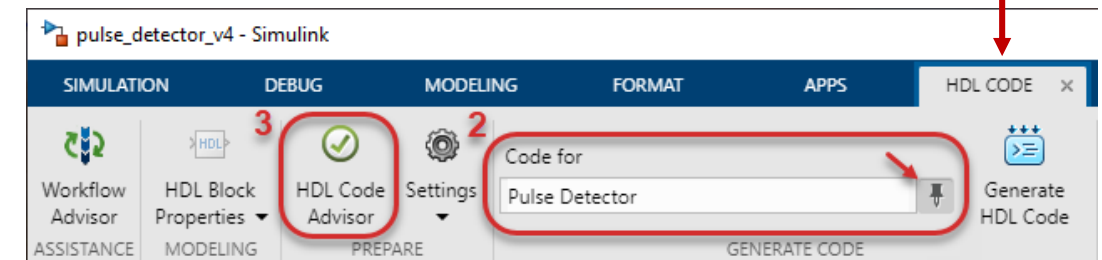 pulse_detector_v4 - Simulink
SIMULATION DEBUG MODELING FORMAT APPS HDL CODE ×
3 2
HDL
Code for
Pulse Detector
Workflow Advisor
HDL Block Properties
HDL Code Advisor
Settings
Generate HDL Code
ASSISTANCE MODELING PREPARE GENERATE CODE